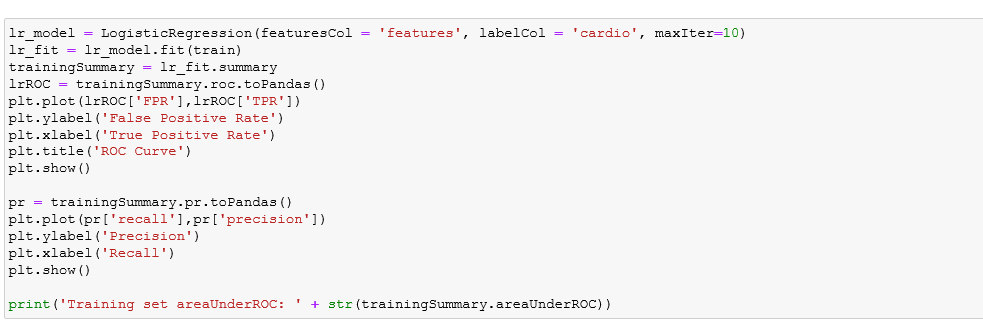 lr_model = LogisticRegression(featuresCol = 'features', labelCol = 'cardio', maxIter=10)
lr_fit = lr_model.fit(train)
trainingSummary = lr_fit.summary
lrROC = trainingSummary.roc.toPandas()
plt.plot(lrROC['FPR'],lrROC['TPR'])
plt.ylabel('False Positive Rate')
plt.xlabel('True Positive Rate')
plt.title('ROC Curve')
plt.show()
pr = trainingSummary.pr.toPandas()
plt.plot(pr['recall'],pr['precision'])
plt.ylabel('Precision')
plt.xlabel('Recall')
plt.show()
print('Training set areaUnderROC: ' + str(trainingSummary.areaUnderROC))